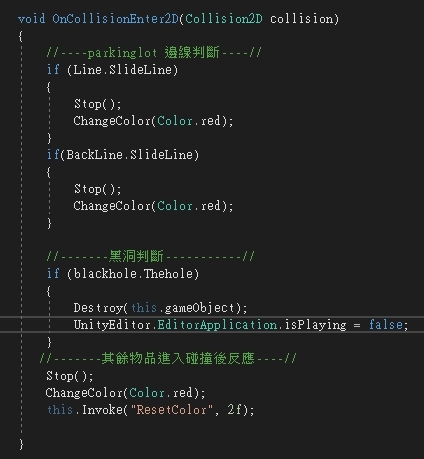 void OnCollisionEnter2D(Collision2D collision)
{
//----parkinglot 邊線判斷----//
if (Line.SlideLine)
{
Stop();
ChangeColor(Color.red);
}
if(BackLine.SlideLine)
{
Stop();
ChangeColor(Color.red);
}
//-------黑洞判斷-----------//
if (blackhole.Thehole)
{
Destroy(this.gameObject);
UnityEditor.EditorApplication.isPlaying = false;
}
//-------其餘物品進入碰撞後反應----//
Stop();
ChangeColor(Color.red);
this.Invoke("ResetColor", 2f);
}